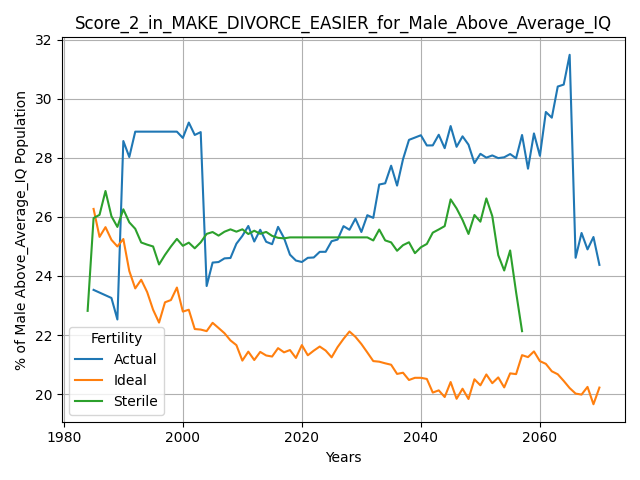 Score_2_in_MAKE_DIVORCE_EASIER_for_Male_Above_Average_IQ
% of Male Above_Average_IQ Population
32
30
28
26
24
22
20
Fertility
Actual
Ideal
Sterile
1980
2000
2020
2040
2060
Years